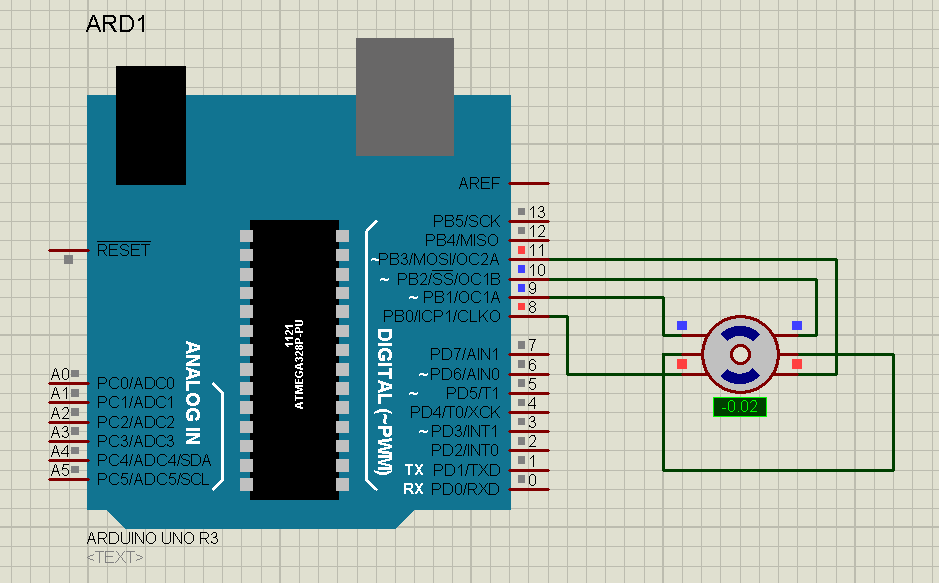 ARD1
AREF
PB5/SCK 13
PB4/MISO 12
~PB3/MOSI/OC2A 11
~ PB2/SS/OC1B 10
~ PB1/OC1A 9
PB0/ICP1/CLKO 8
PD7/AIN1 7
~ PD6/AIN0 6
~ PD5/T1 5
PD4/T0/XCK 4
~ PD3/INT1 3
PD2/INT0 2
TX PD1/TXD 1
RX PD0/RXD 0
RESET
1121
ATMEGA328P-PU
DIGITAL (~PWM)
ANALOG IN
A0 PC0/ADC0
A1 PC1/ADC1
A2 PC2/ADC2
A3 PC3/ADC3
A4 PC4/ADC4/SDA
A5 PC5/ADC5/SCL
-0.02
ARDUINO UNO R3
<TEXT>